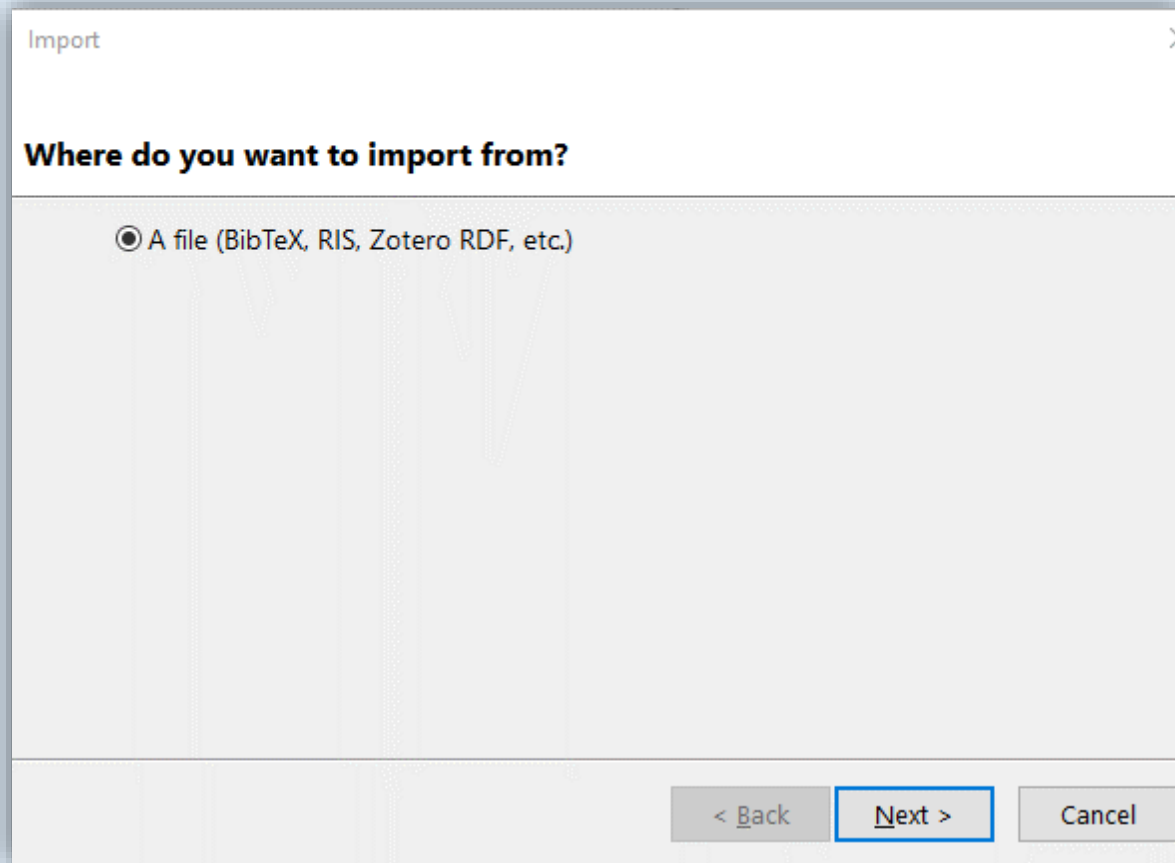 Import
Where do you want to import from?
A file (BibTeX, RIS, Zotero RDF, etc.)
< Back
Next >
Cancel